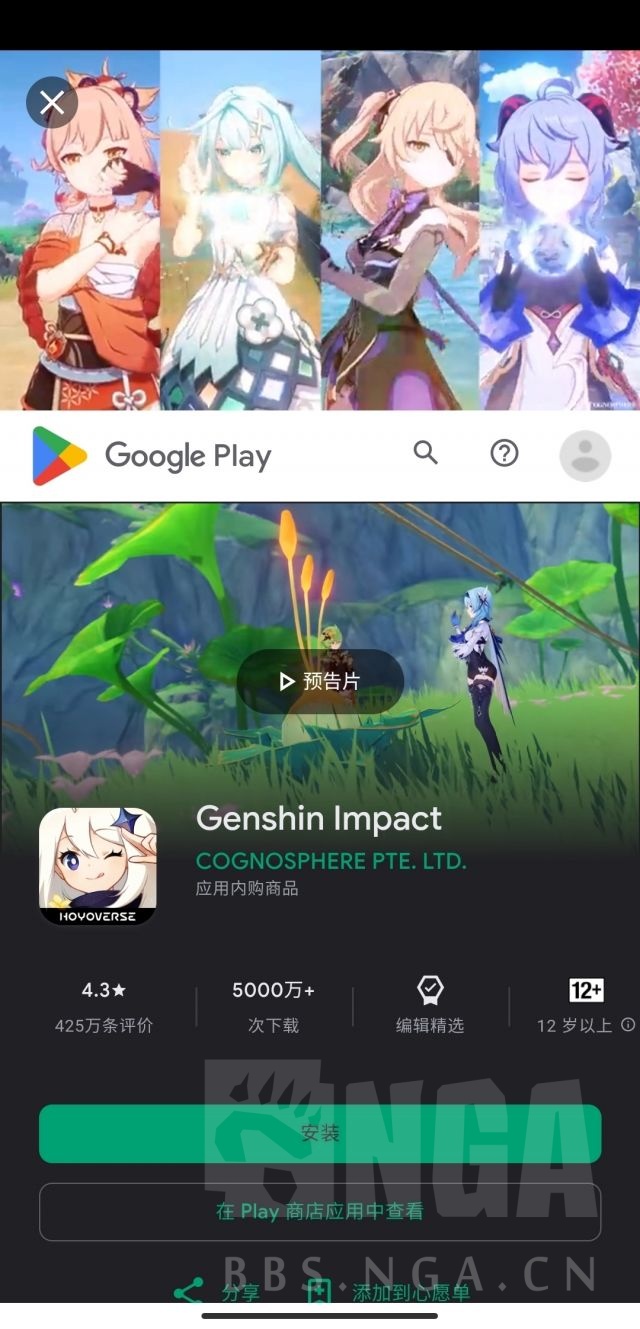 Google Play
预告片
Genshin Impact
COGNOSPHERE PTE. LTD.
应用内购商品
HOYOVERSE
4.3★
425万条评价
5000万+
次下载
编辑精选
12+
12 岁以上
安装
在 Play 商店应用中查看
分享
添加到心愿单
NGA
BBS.NGA.CN